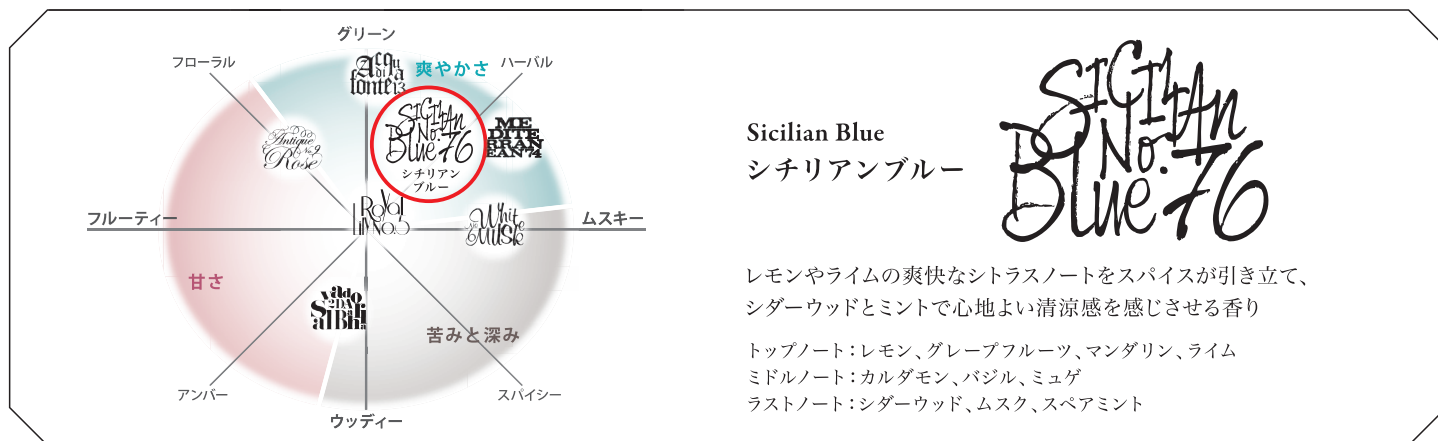 グリーン
フローラル
ハーバル
爽やかさ
Acqua
di
fonte13
SICILIAN
No.
Blue 76
シチリアン
ブルー
MEDITERRANEAN74
Antique
No9
Rose
Royal
Lily No.5
White
Musk
フルーティー
ムスキー
甘さ
苦みと深み
アンバー
スパイシー
ウッディー
Sicilian Blue
シチリアンブルー
SICILIAN
No.
Blue 76
レモンやライムの爽快なシトラスノートをスパイスが引き立て、
シダーウッドとミントで心地よい清涼感を感じさせる香り
トップノート：レモン、グレープフルーツ、マンダリン、ライム
ミドルノート：カルダモン、バジル、ミュゲ
ラストノート：シダーウッド、ムスク、スペアミント